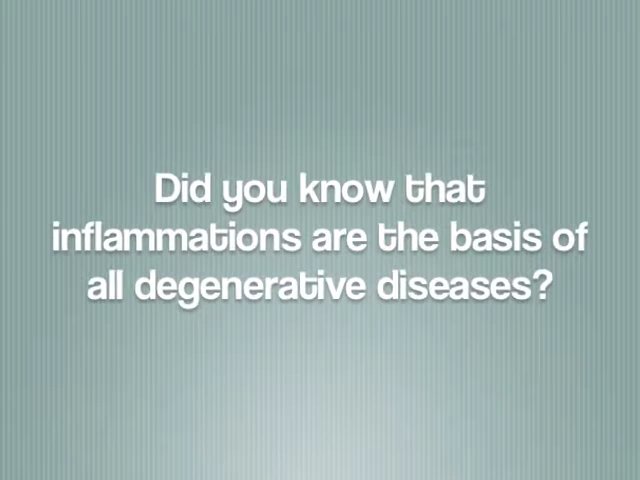 Did you know that
inflammations are the basis of
all degenerative diseases?